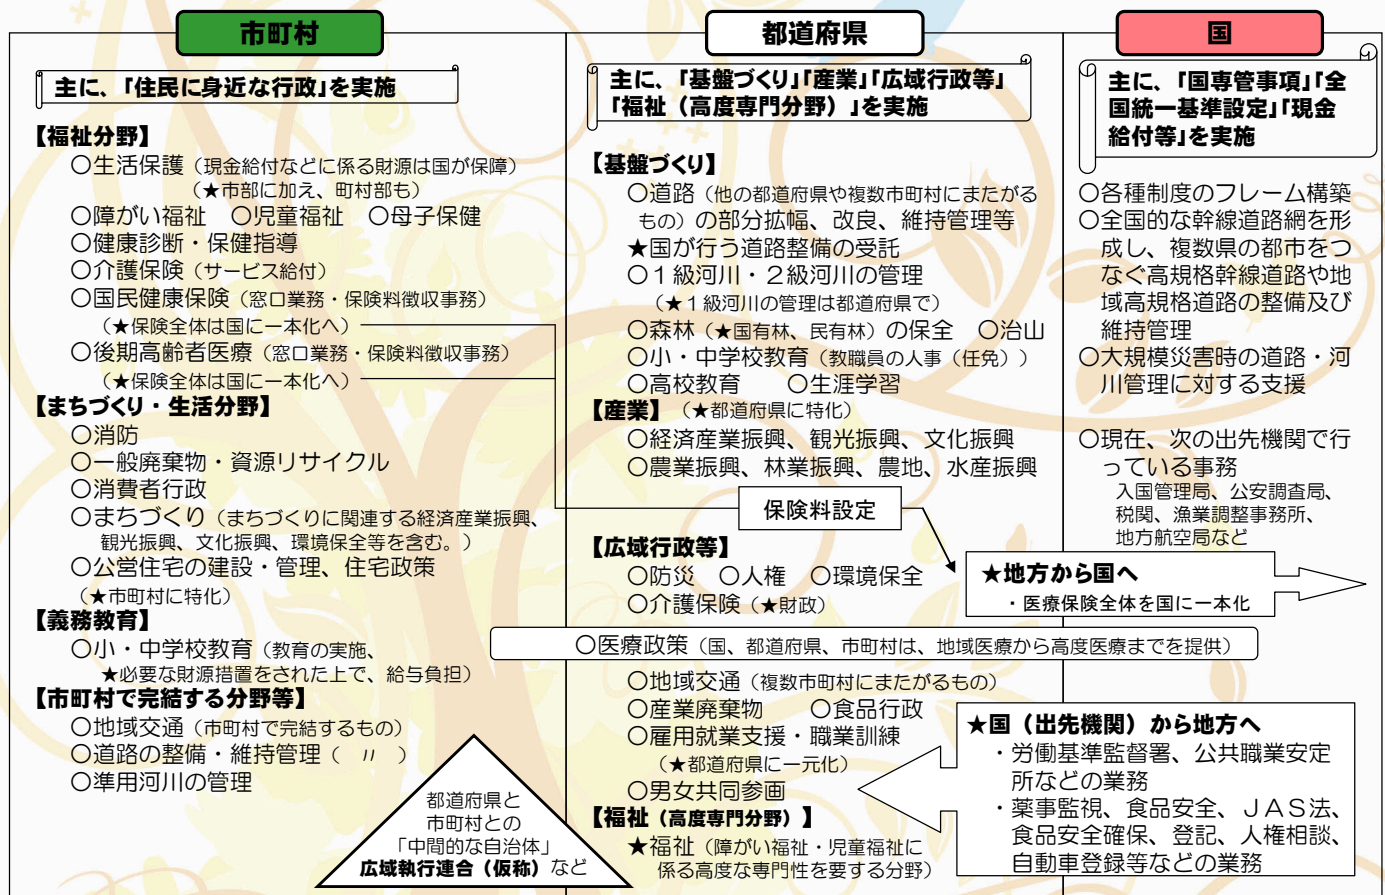 市町村
主に、「住民に身近な行政」を実施
【福祉分野】
○生活保護（現金給付などに係る財源は国が保障）
（★市部に加え、町村部も）
○障がい福祉　○児童福祉　○母子保健
○健康診断・保健指導
○介護保険（サービス給付）
○国民健康保険（窓口業務・保険料徴収事務）
（★保険全体は国に一本化へ）
○後期高齢者医療（窓口業務・保険料徴収事務）
（★保険全体は国に一本化へ）
【まちづくり・生活分野】
○消防
○一般廃棄物・資源リサイクル
○消費者行政
○まちづくり（まちづくりに関連する経済産業振興、
観光振興、文化振興、環境保全等を含む。）
○公営住宅の建設・管理、住宅政策
（★市町村に特化）
【義務教育】
○小・中学校教育（教育の実施、
★必要な財源措置をされた上で、給与負担）
【市町村で完結する分野等】
○地域交通（市町村で完結するもの）
○道路の整備・維持管理（　〃　）
○準用河川の管理
都道府県と
市町村との
「中間的な自治体」
広域執行連合（仮称）など
都道府県
主に、「基盤づくり」「産業」「広域行政等」
「福祉（高度専門分野）」を実施
【基盤づくり】
○道路（他の都道府県や複数市町村にまたがる
もの）の部分拡幅、改良、維持管理等
★国が行う道路整備の受託
○１級河川・２級河川の管理
（★１級河川の管理は都道府県で）
○森林（★国有林、民有林）の保全　○治山
○小・中学校教育（教職員の人事（任免））
○高校教育　　○生涯学習
【産業】（★都道府県に特化）
○経済産業振興、観光振興、文化振興
○農業振興、林業振興、農地、水産振興
保険料設定
【広域行政等】
○防災　○人権　○環境保全
○介護保険（★財政）
○医療政策（国、都道府県、市町村は、地域医療から高度医療までを提供）
○地域交通（複数市町村にまたがるもの）
○産業廃棄物　　○食品行政
○雇用就業支援・職業訓練
（★都道府県に一元化）
○男女共同参画
【福祉（高度専門分野）】
★福祉（障がい福祉・児童福祉に
係る高度な専門性を要する分野）
国
主に、「国専管事項」「全
国統一基準設定」「現金
給付等」を実施
○各種制度のフレーム構築
○全国的な幹線道路網を形
成し、複数県の都市をつ
なぐ高規格幹線道路や地
域高規格道路の整備及び
維持管理
○大規模災害時の道路・河
川管理に対する支援
○現在、次の出先機関で行
っている事務
入国管理局、公安調査局、
税関、漁業調整事務所、
地方航空局など
★地方から国へ
・医療保険全体を国に一本化
★国（出先機関）から地方へ
・労働基準監督署、公共職業安定
所などの業務
・薬事監視、食品安全、ＪＡＳ法、
食品安全確保、登記、人権相談、
自動車登録等などの業務